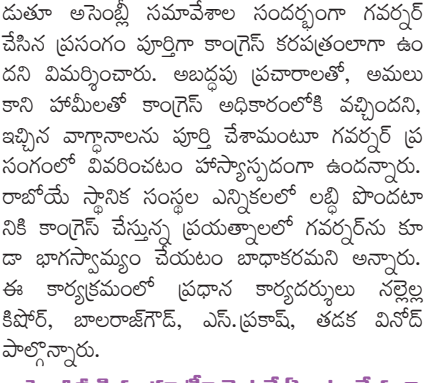 డుతూ అసెంబ్లీ సమావేశాల సందర్భంగా గవర్నర్
చేసిన ప్రసంగం పూర్తిగా కాంగ్రెస్ కరపత్రంలాగా ఉం
దని విమర్శించారు. అబద్ధపు ప్రచారాలతో, అమలు
కాని హామీలతో కాంగ్రెస్ అధికారంలోకి వచ్చిందని,
ఇచ్చిన వాగ్దానాలను పూర్తి చేశామంటూ గవర్నర్ ప్ర
సంగంలో వివరించటం హాస్యాస్పదంగా ఉందన్నారు.
రాబోయే స్థానిక సంస్థల ఎన్నికలలో లబ్ధి పొందటా
నికి కాంగ్రెస్ చేస్తున్న ప్రయత్నాలలో గవర్నర్‌ను కూ
డా భాగస్వామ్యం చేయటం బాధాకరమని అన్నారు.
ఈ కార్యక్రమంలో ప్రధాన కార్యదర్శులు నల్లెల్ల
కిషోర్, బాలరాజ్‌గౌడ్, ఎస్.ప్రకాష్, తడక వినోద్
పాల్గొన్నారు.